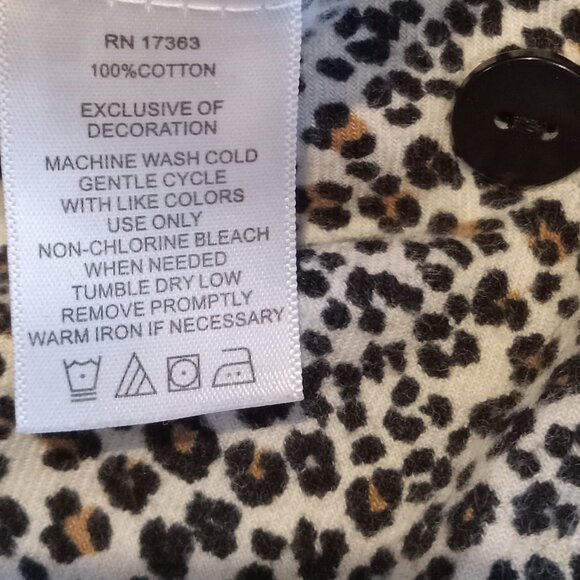 RN 17363
100%COTTON
EXCLUSIVE OF
DECORATION
MACHINE WASH COLD
GENTLE CYCLE
WITH LIKE COLORS
USE ONLY
NON-CHLORINE BLEACH
WHEN NEEDED
TUMBLE DRY LOW
REMOVE PROMPTLY
WARM IRON IF NECESSARY